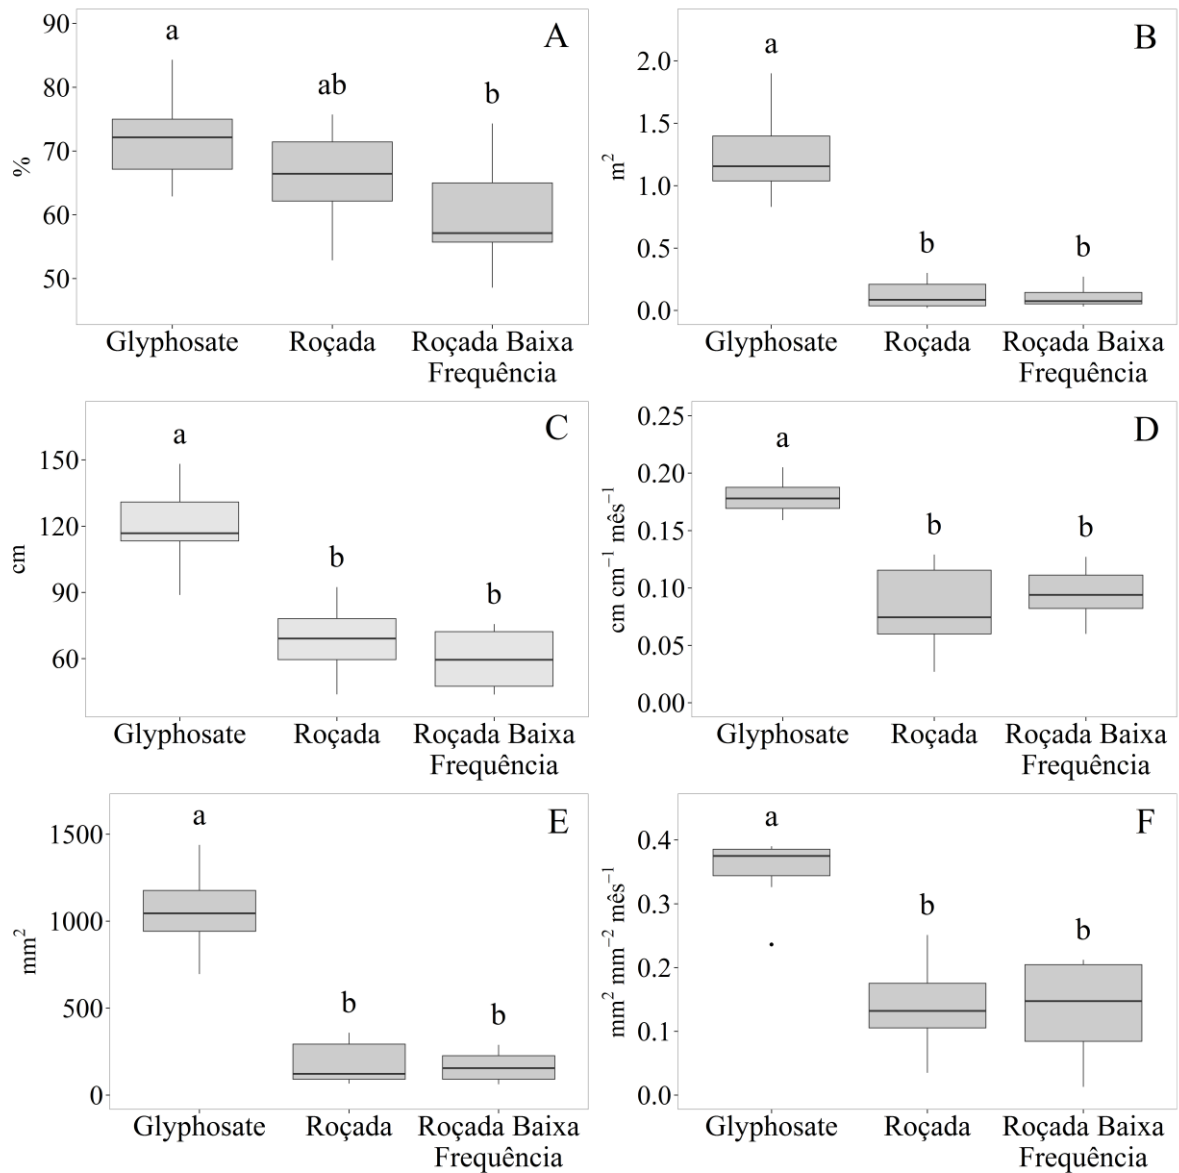 A
%
90
80
70
60
50
a
ab
b
Glyphosate
Roçada
Roçada Baixa
Frequência
B
m²
2.0
1.5
1.0
0.5
0.0
a
b
b
Glyphosate
Roçada
Roçada Baixa
Frequência
C
cm
150
120
90
60
a
b
b
Glyphosate
Roçada
Roçada Baixa
Frequência
D
cm cm⁻¹ mês⁻¹
0.25
0.20
0.15
0.10
0.05
0.00
a
b
b
Glyphosate
Roçada
Roçada Baixa
Frequência
E
mm²
1500
1000
500
0
a
b
b
Glyphosate
Roçada
Roçada Baixa
Frequência
F
mm² mm⁻² mês⁻¹
0.4
0.3
0.2
0.1
0.0
a
b
b
Glyphosate
Roçada
Roçada Baixa
Frequência